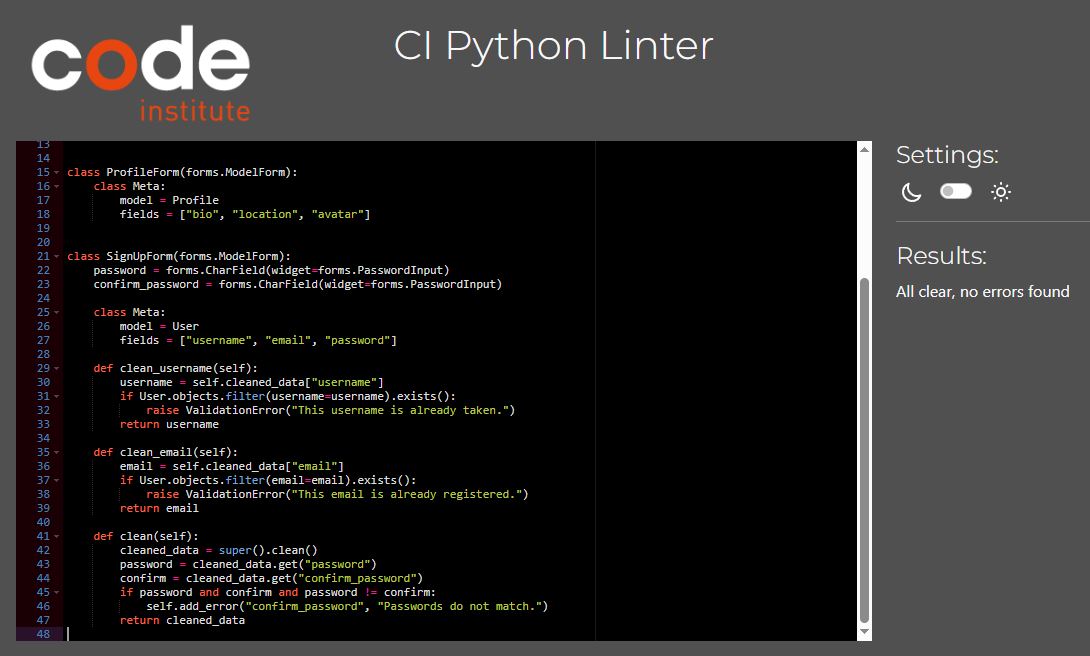 code
institute
CI Python Linter
13
14
15 class ProfileForm(forms.ModelForm):
16     class Meta:
17         model = Profile
18         fields = ["bio", "location", "avatar"]
19
20
21 class SignUpForm(forms.ModelForm):
22     password = forms.CharField(widget=forms.PasswordInput)
23     confirm_password = forms.CharField(widget=forms.PasswordInput)
24
25     class Meta:
26         model = User
27         fields = ["username", "email", "password"]
28
29     def clean_username(self):
30         username = self.cleaned_data["username"]
31         if User.objects.filter(username=username).exists():
32             raise ValidationError("This username is already taken.")
33         return username
34
35     def clean_email(self):
36         email = self.cleaned_data["email"]
37         if User.objects.filter(email=email).exists():
38             raise ValidationError("This email is already registered.")
39         return email
40
41     def clean(self):
42         cleaned_data = super().clean()
43         password = cleaned_data.get("password")
44         confirm = cleaned_data.get("confirm_password")
45         if password and confirm and password != confirm:
46             self.add_error("confirm_password", "Passwords do not match.")
47         return cleaned_data
48
Settings:
Results:
All clear, no errors found